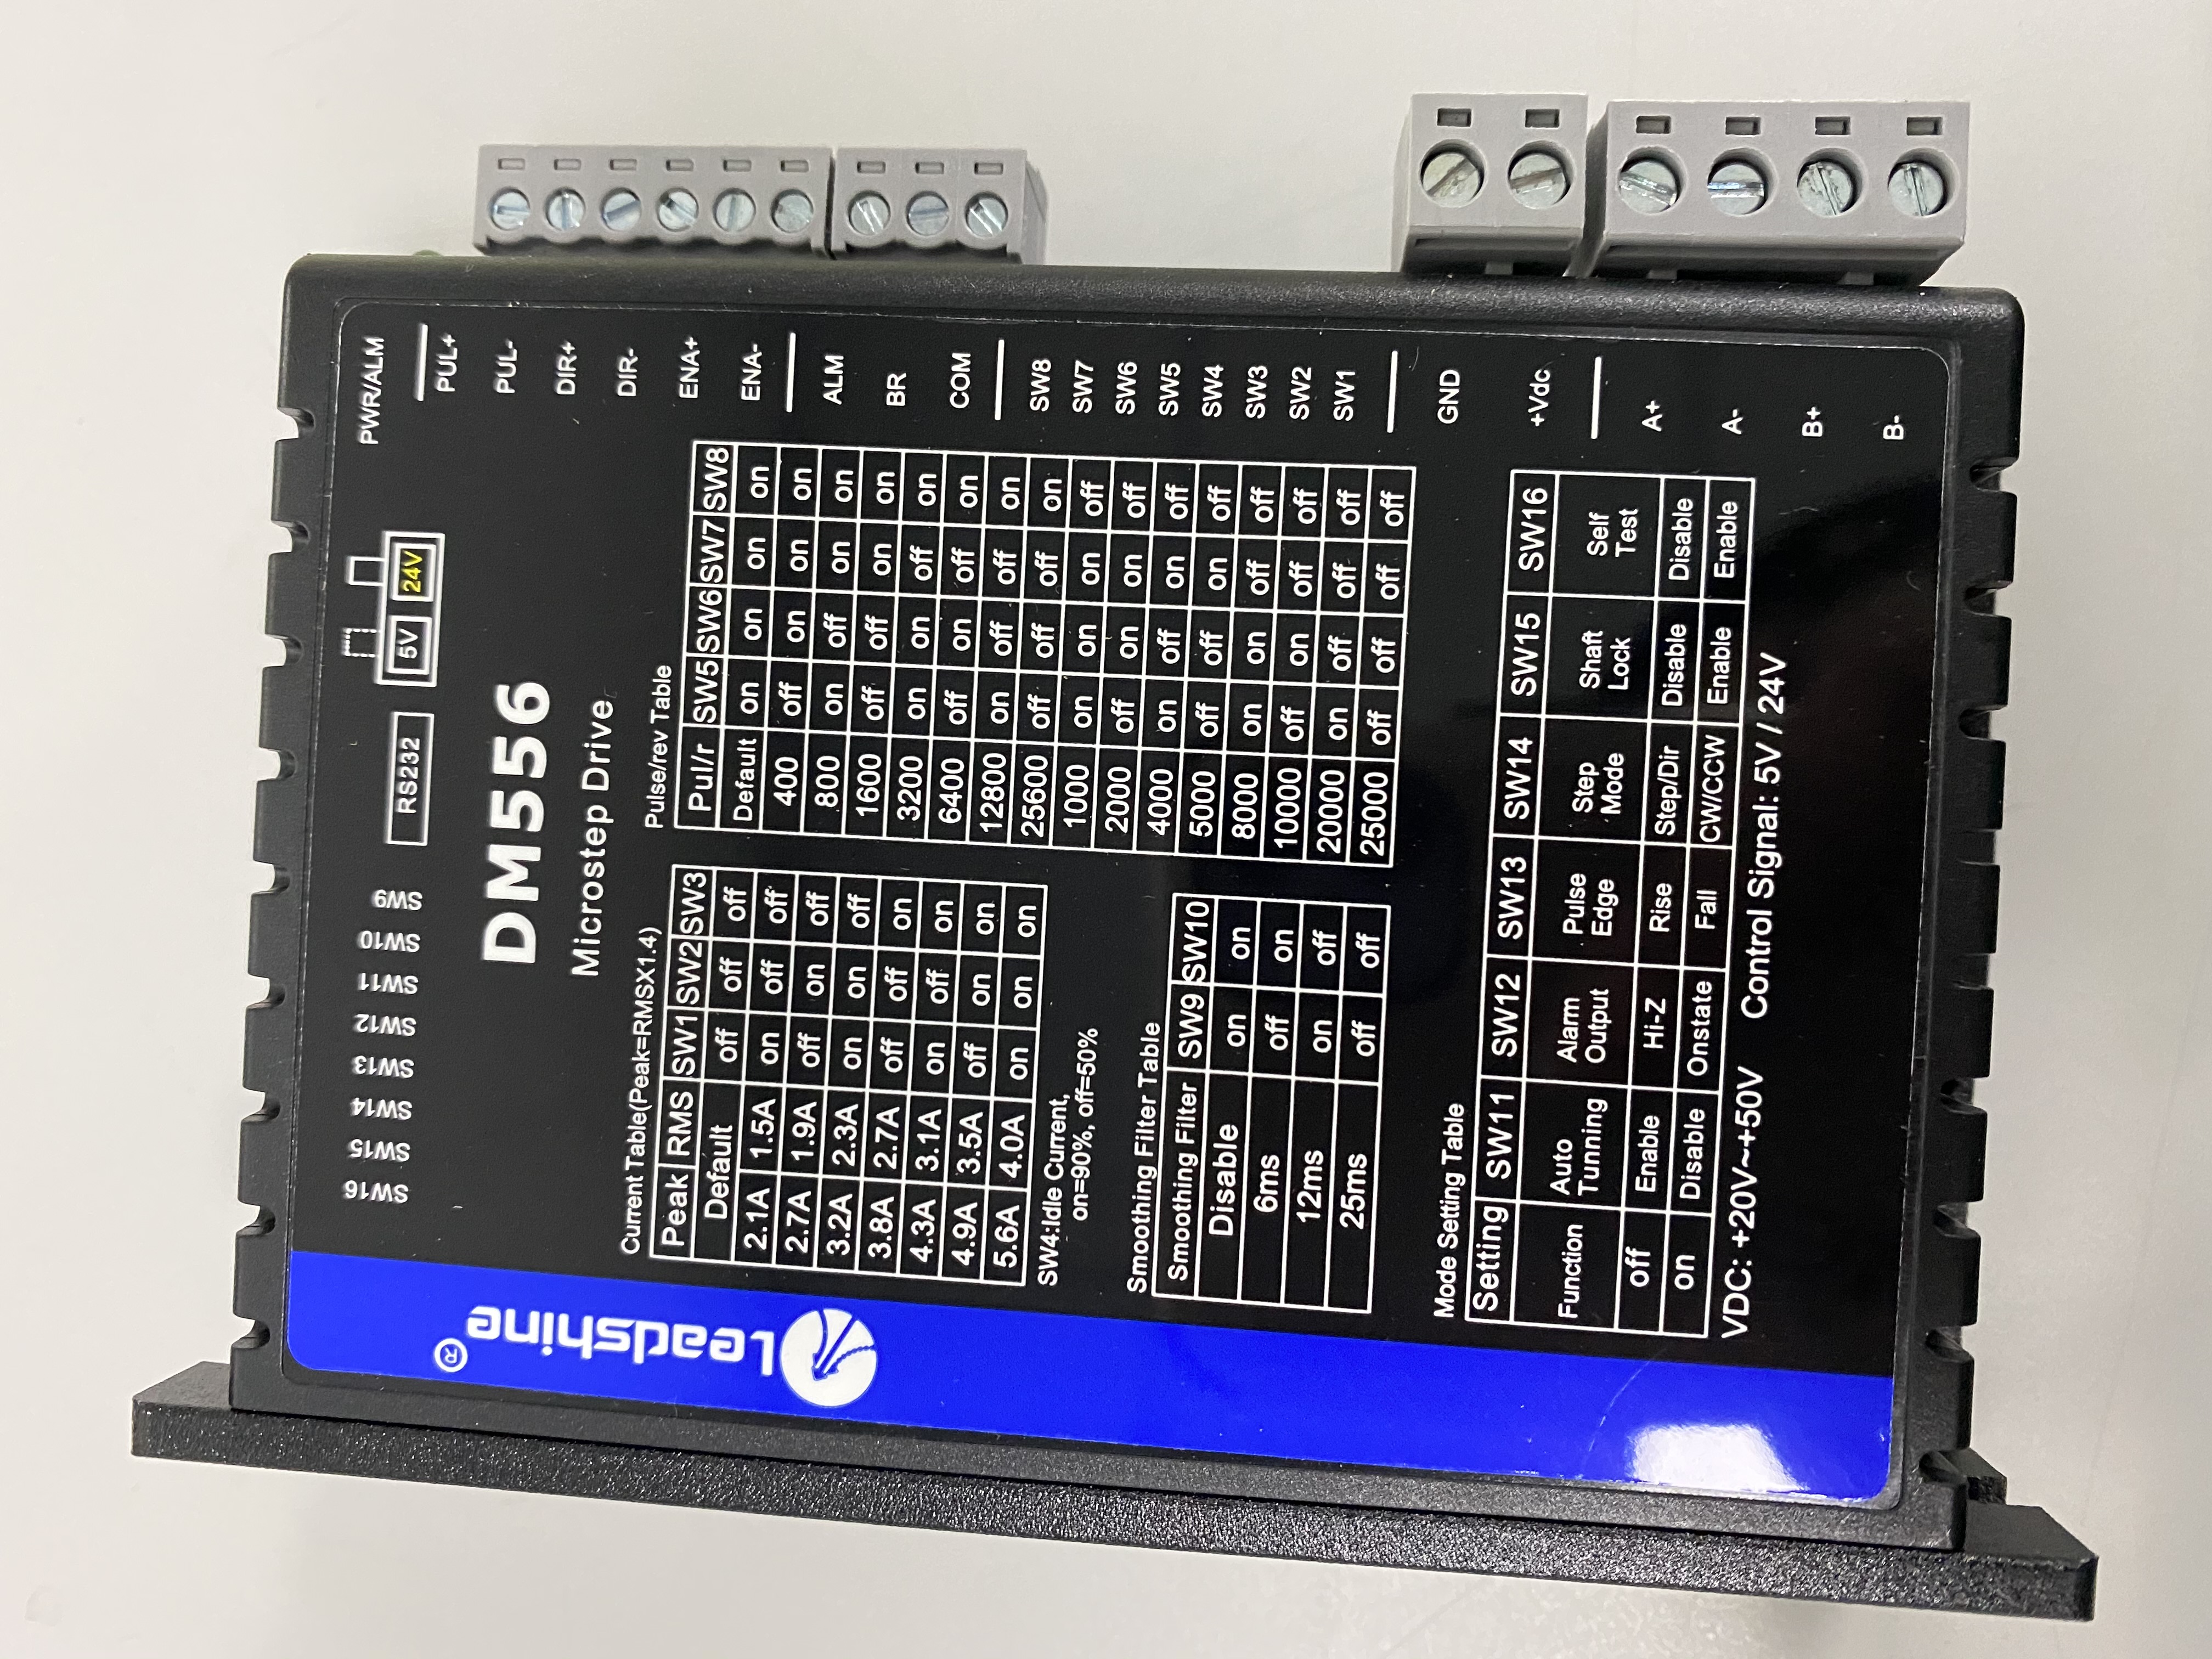 SW16 SW15 SW14 SW13 SW12 SW11 SW10 SW9
RS232
5V 24V
PWR/ALM
Leadshine®
DM556
Microstep Drive
Current Table(Peak=RMSX1.4)
Peak RMS SW1 SW2 SW3
Default off off off
2.1A 1.5A on off off
2.7A 1.9A off on off
3.2A 2.3A on on off
3.8A 2.7A off off on
4.3A 3.1A on off on
4.9A 3.5A off on on
5.6A 4.0A on on on
SW4:Idle Current,
on=90%, off=50%
Smoothing Filter Table
Smoothing Filter SW9 SW10
Disable on on
6ms off on
12ms on off
25ms off off
Pulse/rev Table
Pul/r SW5 SW6 SW7 SW8
Default on on on on
400 off on on on
800 on off on on
1600 off off on on
3200 on on off on
6400 off on off on
12800 on off off on
25600 off off off on
1000 on on on off
2000 off on on off
4000 on off on off
5000 off off on off
8000 on on off off
10000 off on off off
20000 on off off off
25000 off off off off
Mode Setting Table
Setting SW11 SW12 SW13 SW14 SW15 SW16
Function Auto Tunning Alarm Output Pulse Edge Step Mode Shaft Lock Self Test
off Enable Hi-Z Rise Step/Dir Disable Disable
on Disable Onstate Fall CW/CCW Enable Enable
VDC: +20V~+50V Control Signal: 5V / 24V
PUL+
PUL-
DIR+
DIR-
ENA+
ENA-
ALM
BR
COM
SW8
SW7
SW6
SW5
SW4
SW3
SW2
SW1
GND
+Vdc
A+
A-
B+
B-